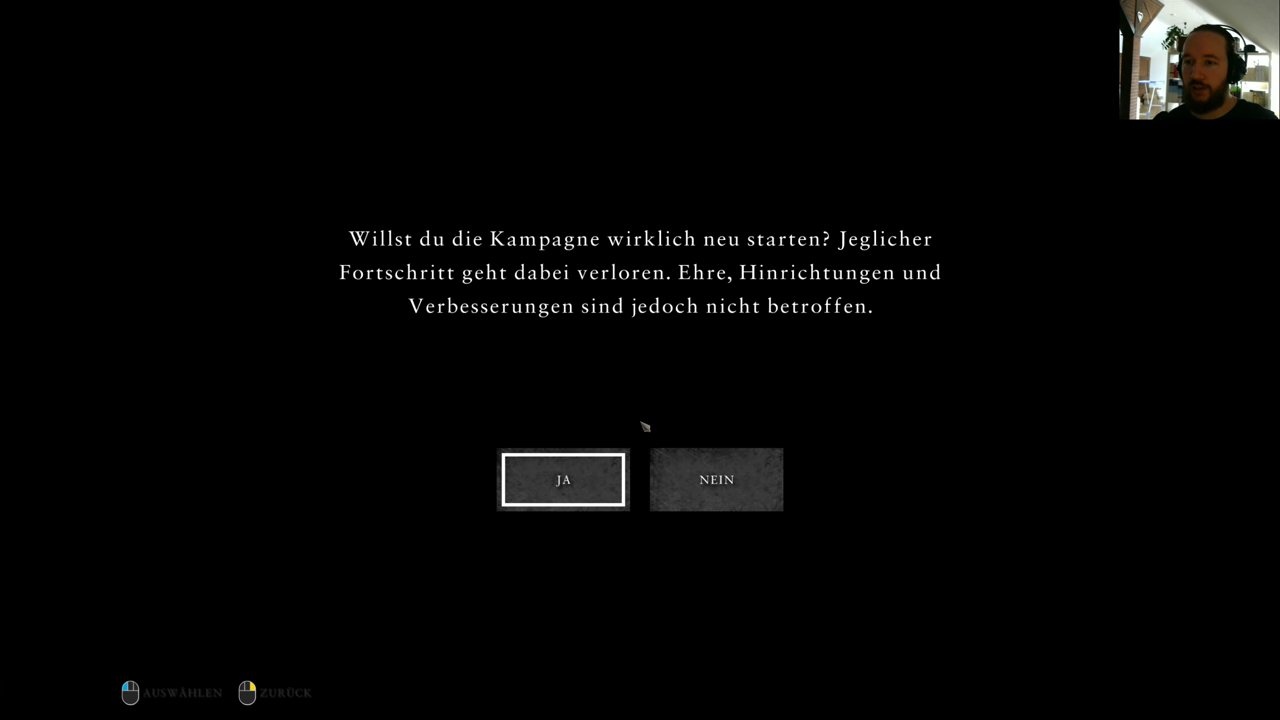 Willst du die Kampagne wirklich neu starten? Jeglicher
Fortschritt geht dabei verloren. Ehre, Hinrichtungen und
Verbesserungen sind jedoch nicht betroffen.
JA
NEIN
AUSWÄHLEN
ZURÜCK